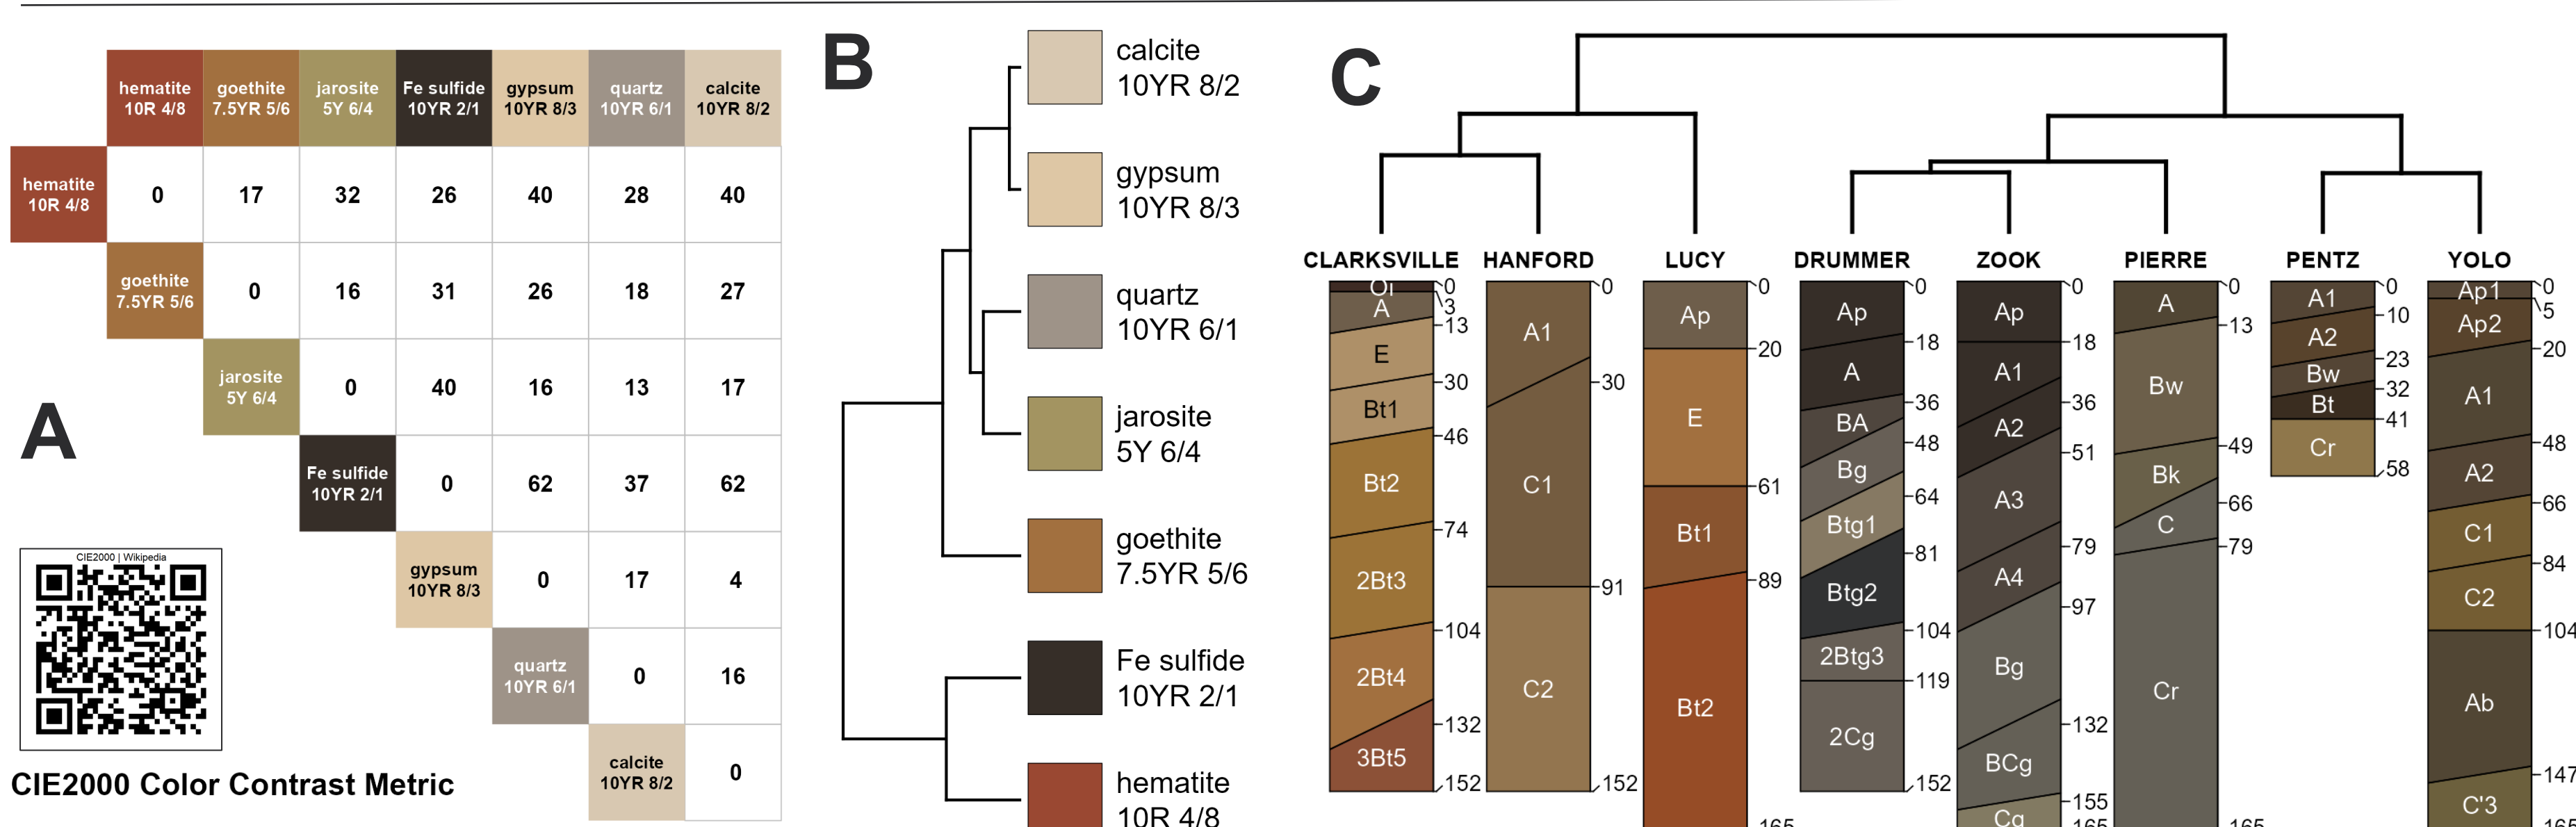 hematite 10R 4/8
goethite 7.5YR 5/6
jarosite 5Y 6/4
Fe sulfide 10YR 2/1
gypsum 10YR 8/3
quartz 10YR 6/1
calcite 10YR 8/2
hematite 10R 4/8
0 17 32 26 40 28 40
goethite 7.5YR 5/6
0 16 31 26 18 27
jarosite 5Y 6/4
0 40 16 13 17
Fe sulfide 10YR 2/1
0 62 37 62
gypsum 10YR 8/3
0 17 4
quartz 10YR 6/1
0 16
calcite 10YR 8/2
0
A
CIE2000 | Wikipedia
CIE2000 Color Contrast Metric
B
calcite
10YR 8/2
gypsum
10YR 8/3
quartz
10YR 6/1
jarosite
5Y 6/4
goethite
7.5YR 5/6
Fe sulfide
10YR 2/1
hematite
10R 4/8
C
CLARKSVILLE
Oi
A
E
Bt1
Bt2
2Bt3
2Bt4
3Bt5
0
3
13
30
46
74
104
132
152
HANFORD
A1
C1
C2
0
30
91
152
LUCY
Ap
E
Bt1
Bt2
0
20
61
89
165
DRUMMER
Ap
A
BA
Bg
Btg1
Btg2
2Btg3
2Cg
0
18
36
48
64
81
104
119
152
ZOOK
Ap
A1
A2
A3
A4
Bg
BCg
Cg
0
18
36
51
79
97
132
155
165
PIERRE
A
Bw
Bk
C
Cr
0
13
49
66
79
165
PENTZ
A1
A2
Bw
Bt
Cr
0
10
23
32
41
58
YOLO
Ap1
Ap2
A1
A2
C1
C2
Ab
C'3
0
5
20
48
66
84
104
147
165